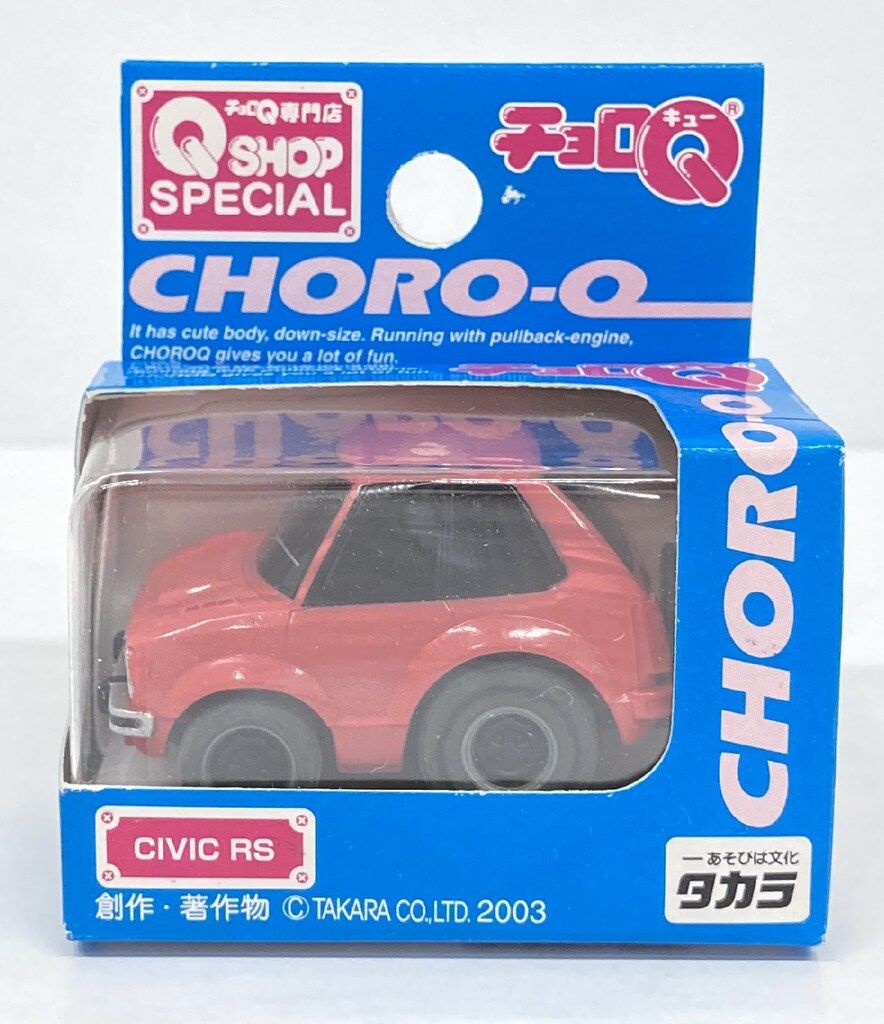 チョロQ専門店
Q SHOP
SPECIAL
チョロQ
キュー
®
CHORO-Q
It has cute body, down-size. Running with pullback-engine,
CHOROQ gives you a lot of fun.
CHORO-Q
CIVIC RS
創作・著作物 ©TAKARA CO.,LTD. 2003
—あそびは文化
タカラ